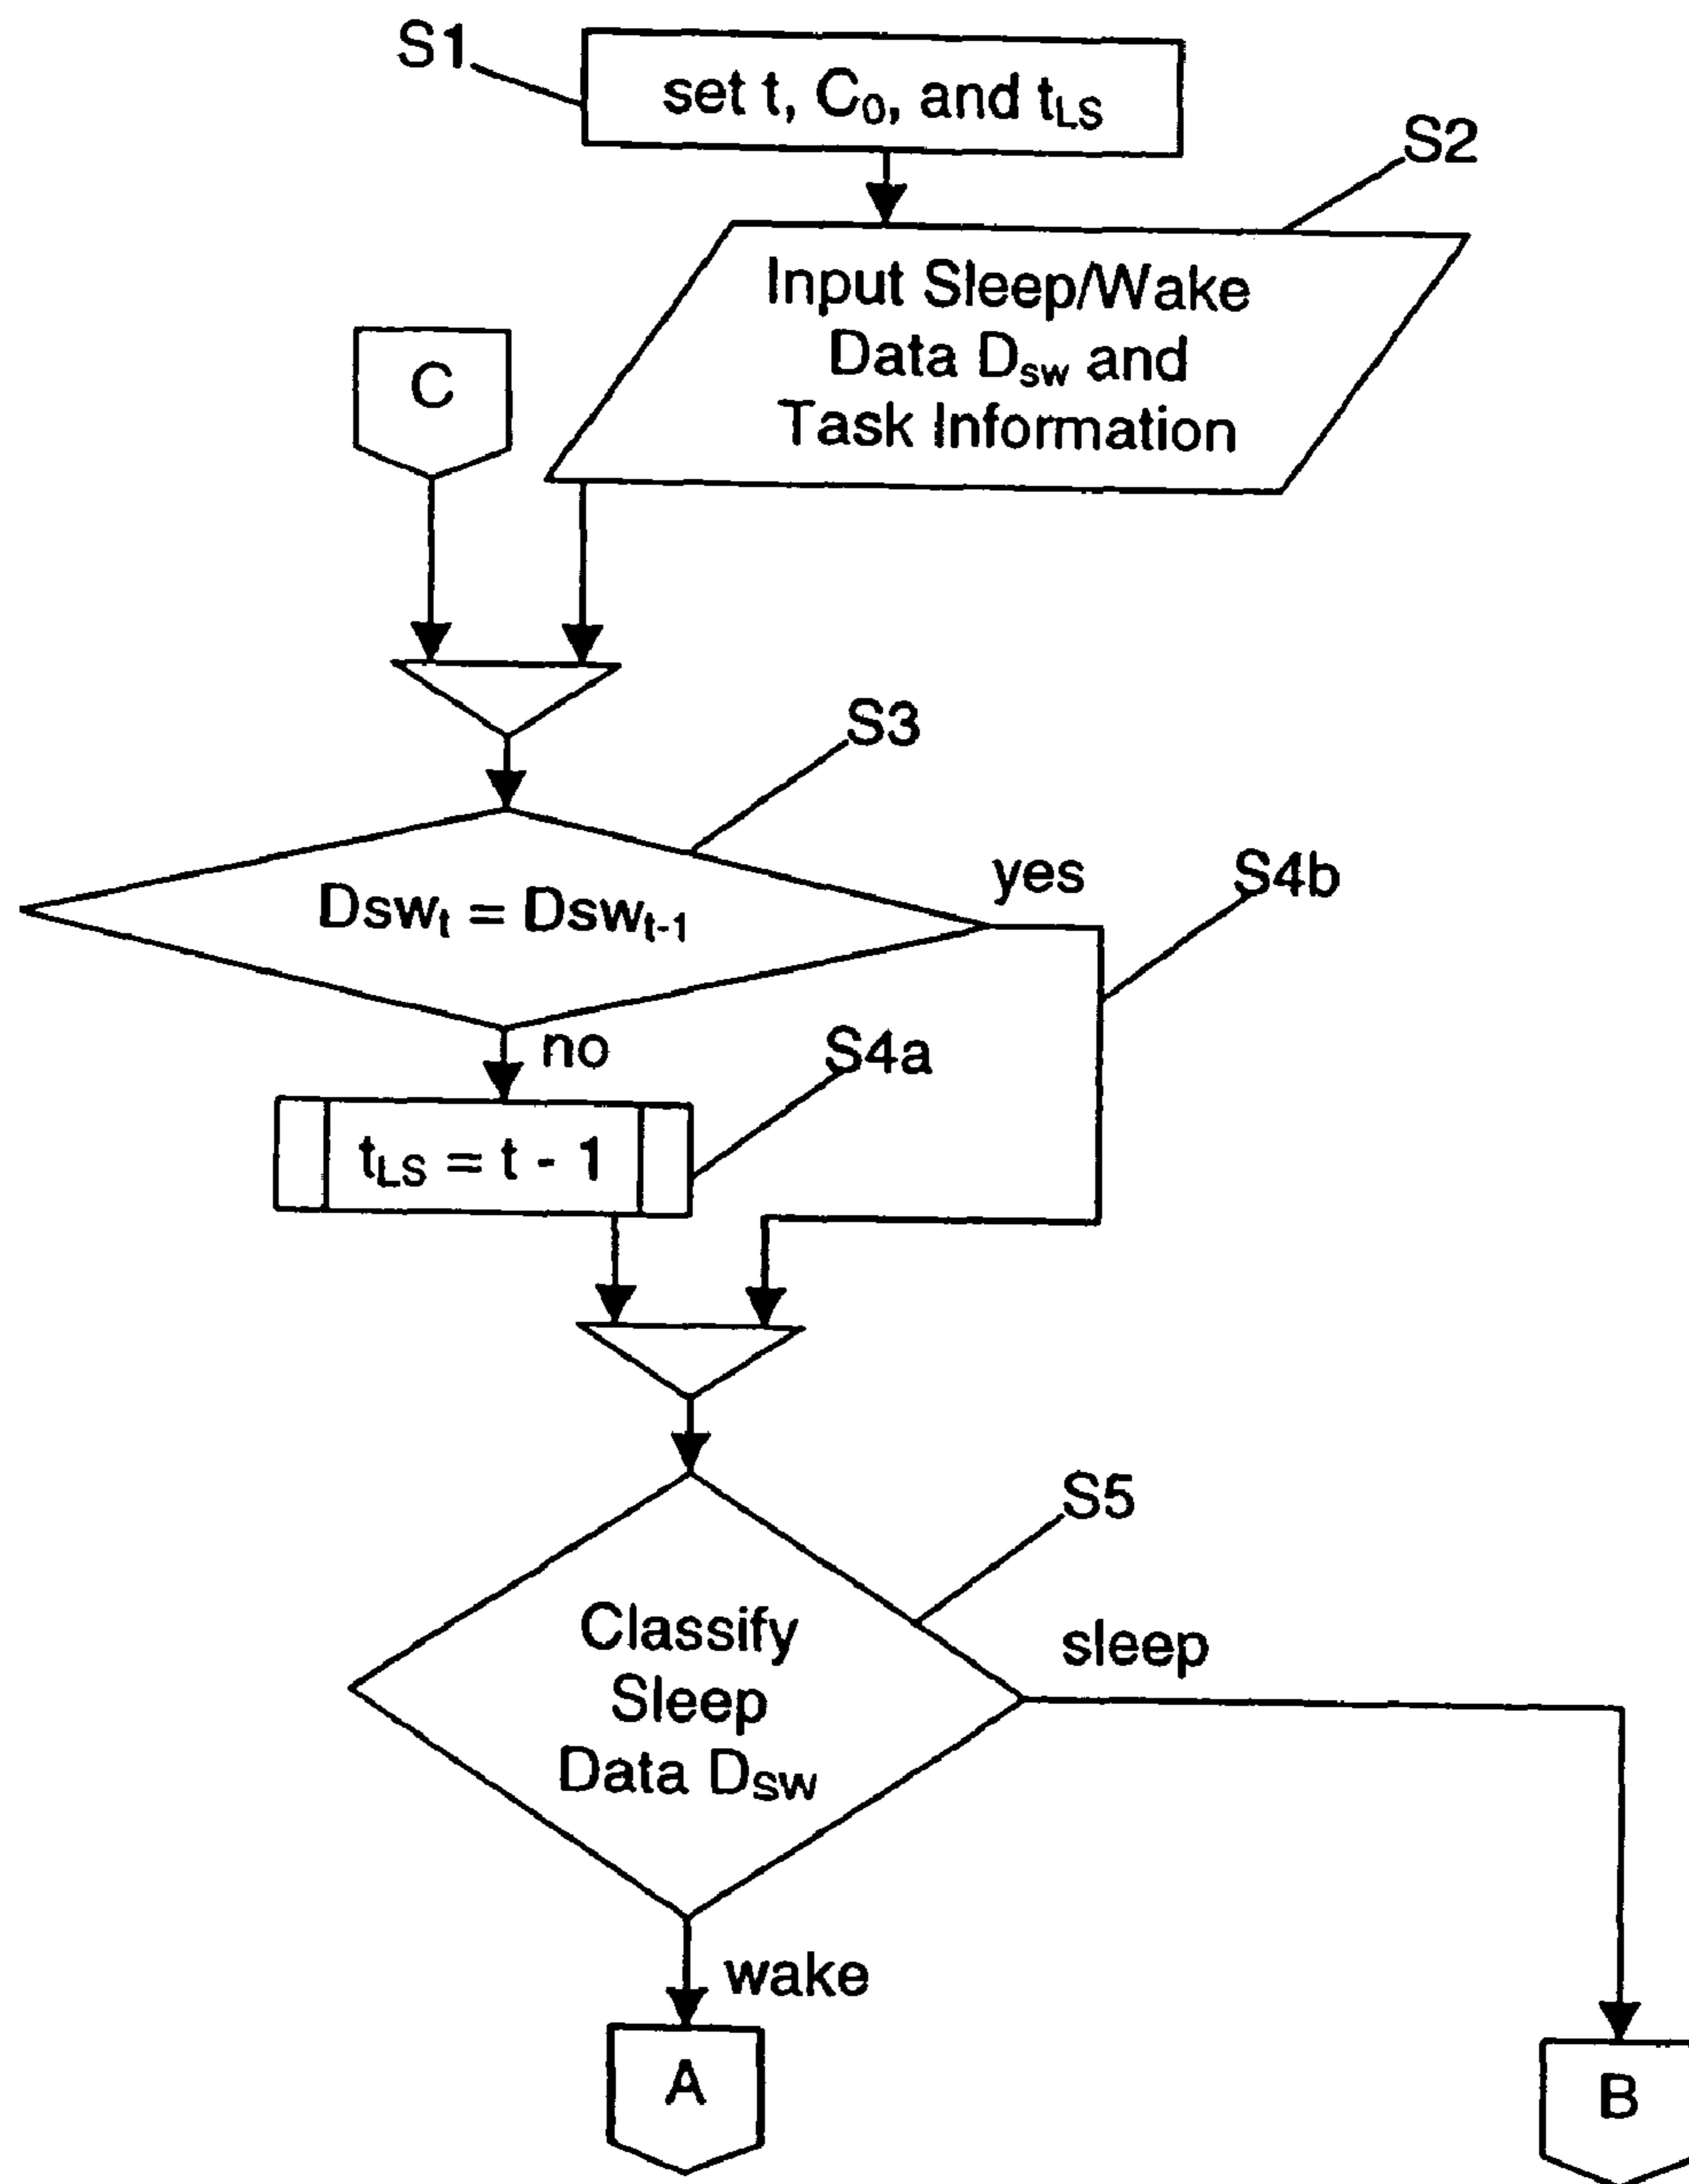 S1
set t, C₀, and tLS
S2
Input Sleep/Wake
Data Dsw and
Task Information
C
S3
Dswt = Dswt-1
yes
S4b
no
S4a
tLS = t - 1
S5
Classify
Sleep
Data Dsw
sleep
wake
A
B